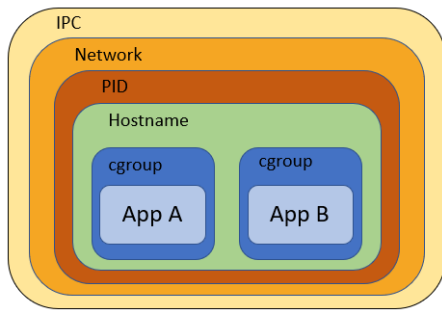 IPC
Network
PID
Hostname
cgroup
App A
cgroup
App B